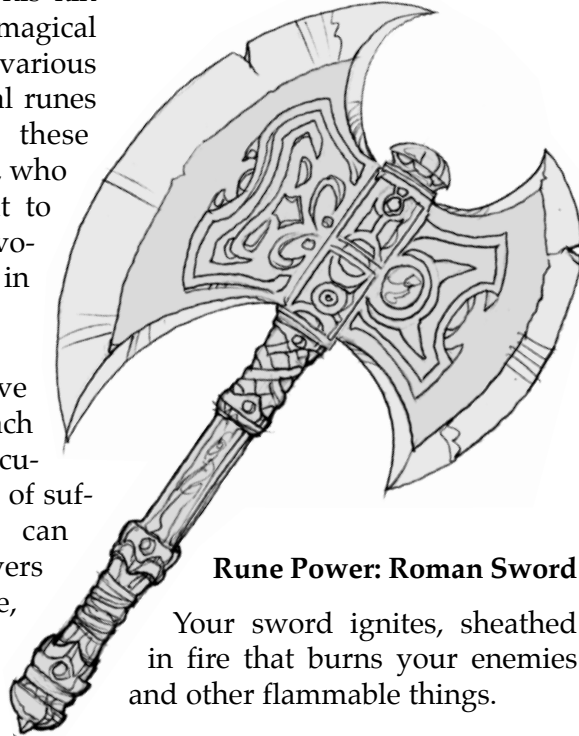 magical
various
al runes
these
who
t to
vo-
in
ve
ach
cu-
of suf-
can
vers
e,
Rune Power: Roman Sword
Your sword ignites, sheathed
in fire that burns your enemies
and other flammable things.